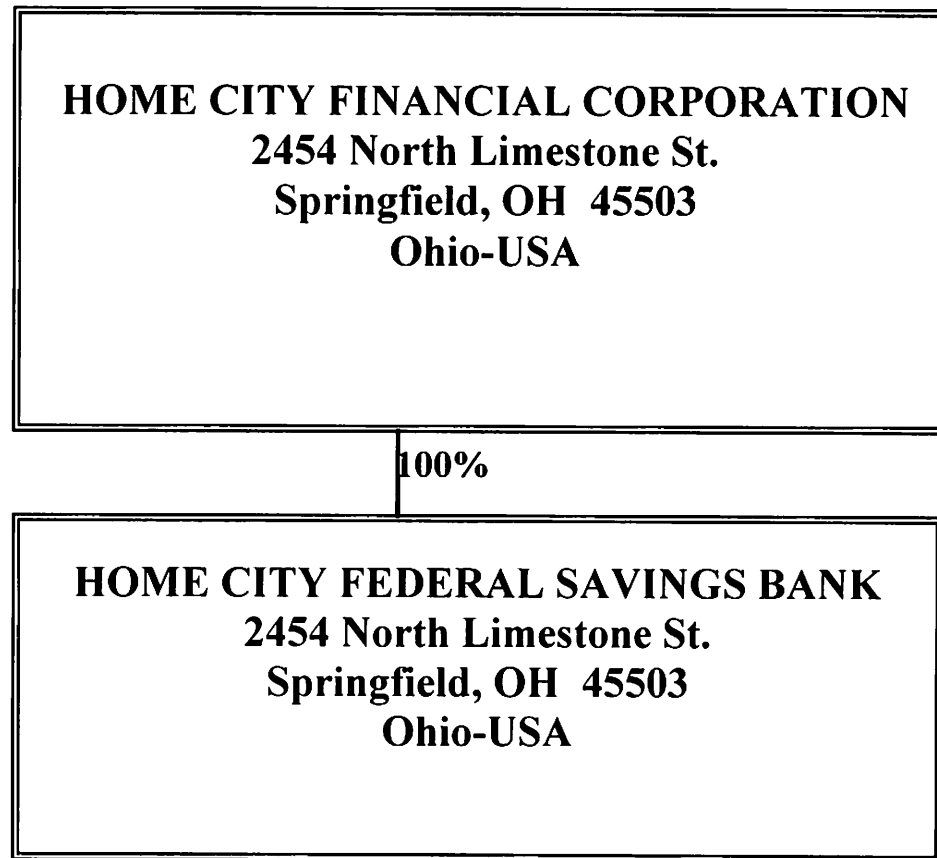 HOME CITY FINANCIAL CORPORATION
2454 North Limestone St.
Springfield, OH 45503
Ohio-USA
100%
HOME CITY FEDERAL SAVINGS BANK
2454 North Limestone St.
Springfield, OH 45503
Ohio-USA